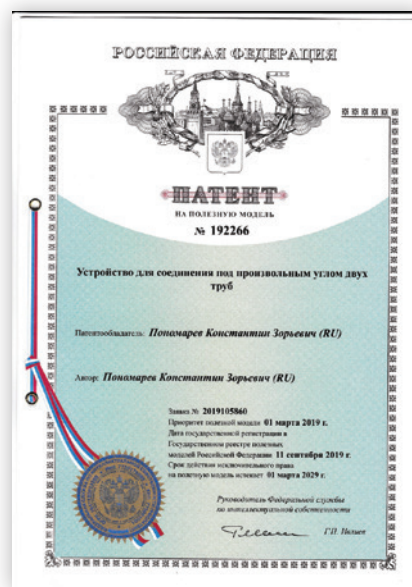 РОССИЙСКАЯ ФЕДЕРАЦИЯ
ПАТЕНТ
НА ПОЛЕЗНУЮ МОДЕЛЬ
№ 192266
Устройство для соединения под произвольным углом двух
труб
Патентообладатель: Пономарев Константин Зорьевич (RU)
Автор: Пономарев Константин Зорьевич (RU)
Заявка № 2019105860
Приоритет полезной модели 01 марта 2019 г.
Дата государственной регистрации в
Государственном реестре полезных
моделей Российской Федерации 11 сентября 2019 г.
Срок действия исключительного права
на полезную модель истекает 01 марта 2029 г.
Руководитель Федеральной службы
по интеллектуальной собственности
Г.П. Ивлиев